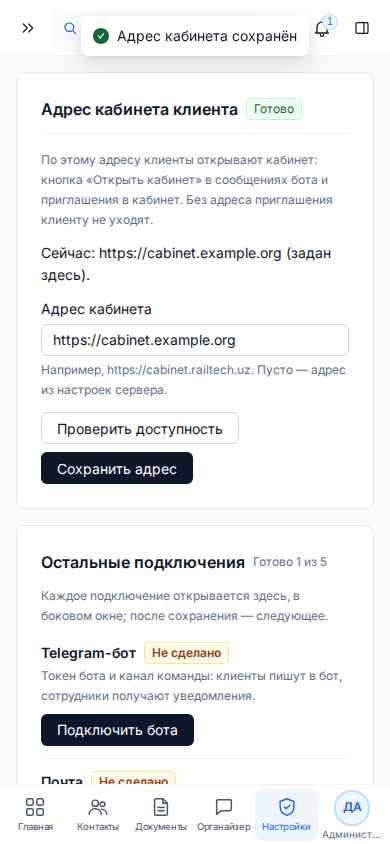 Адрес кабинета сохранён
1
Адрес кабинета клиента Готово
По этому адресу клиенты открывают кабинет:
кнопка «Открыть кабинет» в сообщениях бота и
приглашения в кабинет. Без адреса приглашения
клиенту не уходят.
Сейчас: https://cabinet.example.org (задан
здесь).
Адрес кабинета
https://cabinet.example.org
Например, https://cabinet.railtech.uz. Пусто — адрес
из настроек сервера.
Проверить доступность
Сохранить адрес
Остальные подключения Готово 1 из 5
Каждое подключение открывается здесь, в
боковом окне; после сохранения — следующее.
Telegram-бот Не сделано
Токен бота и канал команды: клиенты пишут в бот,
сотрудники получают уведомления.
Подключить бота
Почта Не сделано
ДА
Главная Контакты Документы Органайзер Настройки Админист...